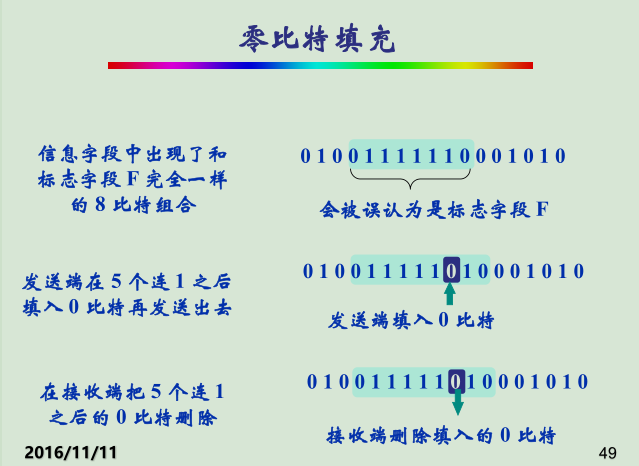 零比特填充
信息字段中出现了和
标志字段 F 完全一样
的 8 比特组合
0 1 0 0 1 1 1 1 1 1 0 0 0 1 0 1 0
会被误认为是标志字段 F
发送端在 5 个连 1 之后
填入 0 比特再发送出去
0 1 0 0 1 1 1 1 1 0 1 0 0 0 1 0 1 0
发送端填入 0 比特
在接收端把 5 个连 1
之后的 0 比特删除
0 1 0 0 1 1 1 1 1 0 1 0 0 0 1 0 1 0
接收端删除填入的 0 比特
2016/11/11
49